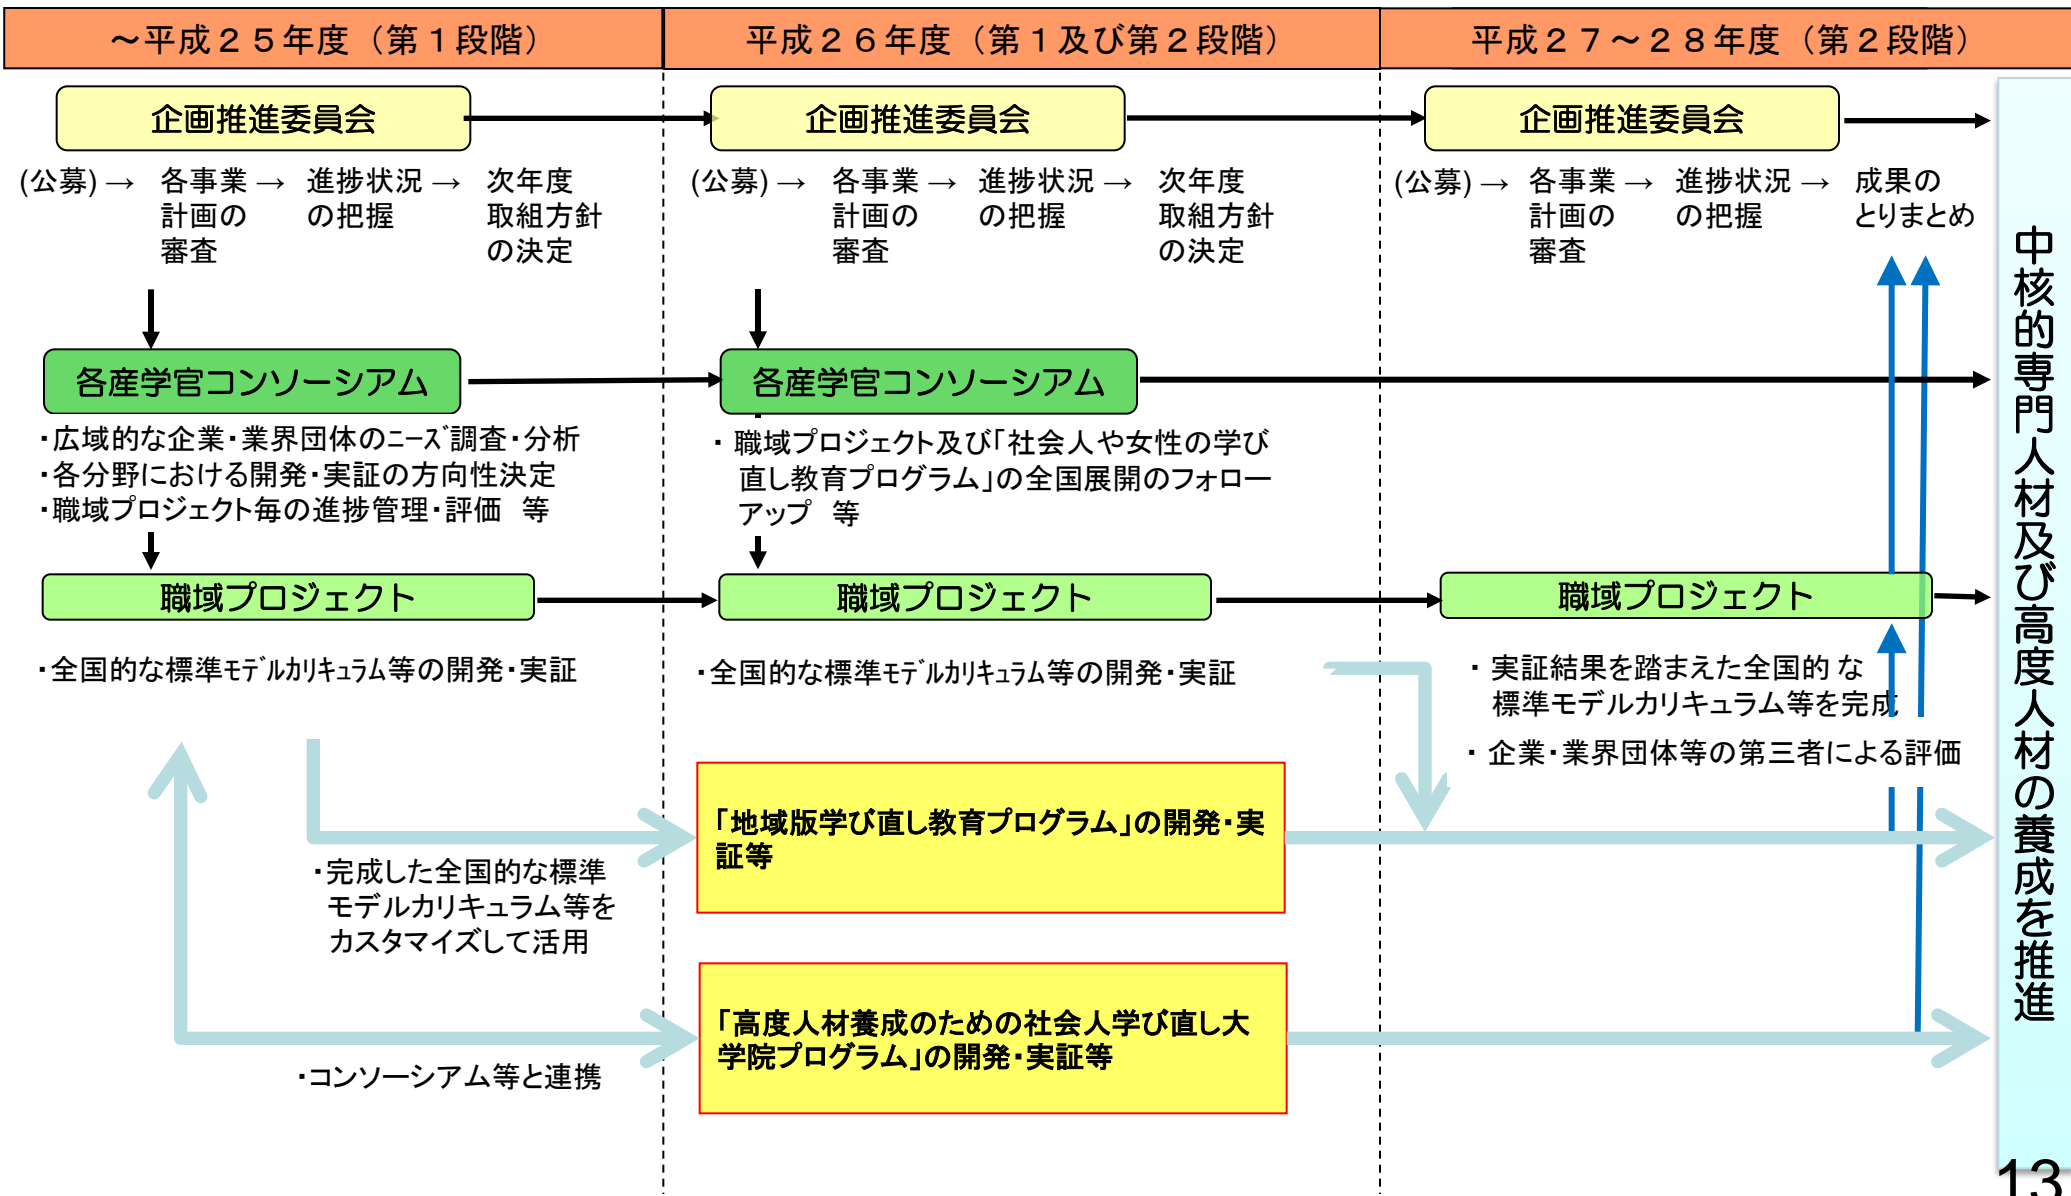 ～平成２５年度（第１段階）
平成２６年度（第１及び第２段階）
平成２７～２８年度（第２段階）
企画推進委員会
(公募)→ 各事業→ 進捗状況→ 次年度
計画の の把握 取組方針
審査 の決定
企画推進委員会
(公募)→ 各事業→ 進捗状況→ 次年度
計画の の把握 取組方針
審査 の決定
企画推進委員会
(公募)→ 各事業→ 進捗状況→ 成果の
計画の の把握 とりまとめ
審査
各産学官コンソーシアム
・広域的な企業・業界団体のﾆｰｽﾞ調査・分析
・各分野における開発・実証の方向性決定
・職域プロジェクト毎の進捗管理・評価 等
各産学官コンソーシアム
・職域プロジェクト及び「社会人や女性の学び
直し教育プログラム」の全国展開のフォロー
アップ 等
職域プロジェクト
・全国的な標準ﾓﾃﾞﾙｶﾘｷｭﾗﾑ等の開発・実証
職域プロジェクト
・全国的な標準ﾓﾃﾞﾙｶﾘｷｭﾗﾑ等の開発・実証
職域プロジェクト
・実証結果を踏まえた全国的 な
標準モデルカリキュラム等を完成
・企業・業界団体等の第三者による評価
「地域版学び直し教育プログラム」の開発・実
証等
・完成した全国的な標準
モデルカリキュラム等を
カスタマイズして活用
「高度人材養成のための社会人学び直し大
学院プログラム」の開発・実証等
・コンソーシアム等と連携
中核的専門人材及び高度人材の養成を推進
13